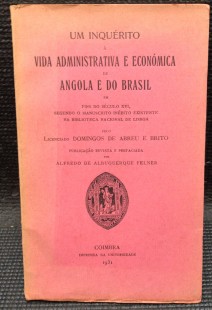 UM INQUÉRITO
À
VIDA ADMINISTRATIVA E ECONÓMICA
DE
ANGOLA E DO BRASIL
EM
FINS DO SÉCULO XVI,
SEGUNDO O MANUSCRITO INÉDITO EXISTENTE
NA BIBLIOTECA NACIONAL DE LISBOA
PELO
LICENCIADO DOMINGOS DE ABREU E BRITO
PUBLICAÇÃO REVISTA E PREFACIADA
POR
ALFREDO DE ALBUQUERQUE FELNER
COIMBRA
IMPRENSA DA UNIVERSIDADE
1931